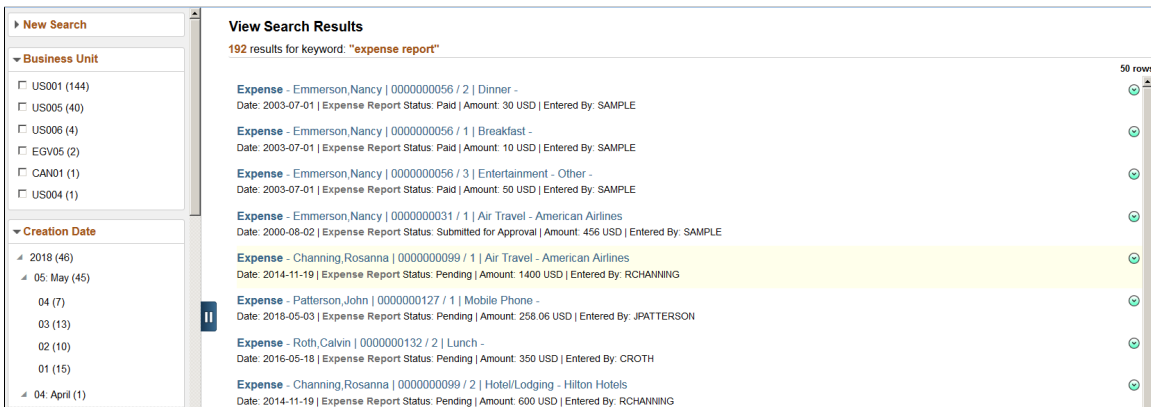 New Search
Business Unit
US001 (144)
US005 (40)
US006 (4)
EGV05 (2)
CAN01 (1)
US004 (1)
Creation Date
2018 (46)
05: May (45)
04 (7)
03 (13)
02 (10)
01 (15)
04: April (1)
View Search Results
192 results for keyword: "expense report"
50 rows
Expense - Emmerson,Nancy | 0000000056 / 2 | Dinner -
Date: 2003-07-01 | Expense Report Status: Paid | Amount: 30 USD | Entered By: SAMPLE
Expense - Emmerson,Nancy | 0000000056 / 1 | Breakfast -
Date: 2003-07-01 | Expense Report Status: Paid | Amount: 10 USD | Entered By: SAMPLE
Expense - Emmerson,Nancy | 0000000056 / 3 | Entertainment - Other -
Date: 2003-07-01 | Expense Report Status: Paid | Amount: 50 USD | Entered By: SAMPLE
Expense - Emmerson,Nancy | 0000000031 / 1 | Air Travel - American Airlines
Date: 2000-08-02 | Expense Report Status: Submitted for Approval | Amount: 456 USD | Entered By: SAMPLE
Expense - Channing,Rosanna | 0000000099 / 1 | Air Travel - American Airlines
Date: 2014-11-19 | Expense Report Status: Pending | Amount: 1400 USD | Entered By: RCHANNING
Expense - Patterson,John | 0000000127 / 1 | Mobile Phone -
Date: 2018-05-03 | Expense Report Status: Pending | Amount: 258.06 USD | Entered By: JPATTERSON
Expense - Roth,Calvin | 0000000132 / 2 | Lunch -
Date: 2016-05-18 | Expense Report Status: Pending | Amount: 350 USD | Entered By: CROTH
Expense - Channing,Rosanna | 0000000099 / 2 | Hotel/Lodging - Hilton Hotels
Date: 2014-11-19 | Expense Report Status: Pending | Amount: 600 USD | Entered By: RCHANNING